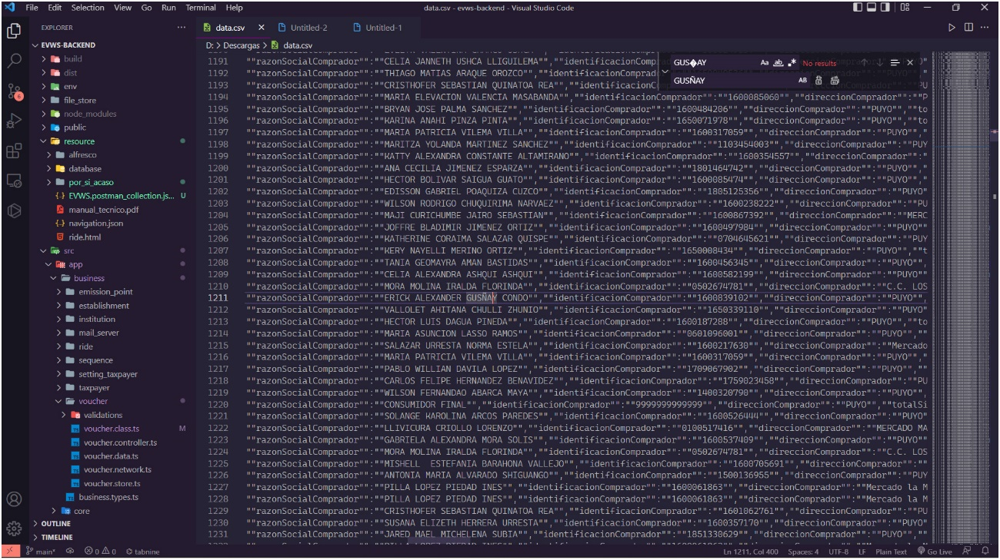 File Edit Selection View Go Run Terminal Help
data.csv - evws-backend - Visual Studio Code
EXPLORER ...
EVWS-BACKEND
build
dist
env
file_store
node_modules
public
resource
alfresco
database
por_si_acaso
{..} EVWS.postman_collection.js... U
manual_tecnico.pdf
{..} navigation.json
ride.html
src
app
business
emission_point
establishment
institution
mail_server
ride
sequence
setting_taxpayer
taxpayer
voucher
validations
voucher.class.ts M
voucher.controller.ts
voucher.data.ts
voucher.network.ts
voucher.store.ts
business.types.ts
core
OUTLINE
TIMELINE
data.csv Untitled-2 Untitled-1
D: > Descargas > data.csv
GUS�AY Aa ab .* No results
GUSÑAY AB
1191 ""razonSocialComprador"":""CELIA JANNETH USHCA LLIGUILEMA"",""identificacionC
1192 ""razonSocialComprador"":""THIAGO MATIAS ARAQUE OROZCO"",""identificacionComp
1193 ""razonSocialComprador"":""CRISTHOFER SEBASTIAN QUINATOA REA"",""identificaci
1194 ""razonSocialComprador"":""MARIA ELEVACION VALENCIA MASABANDA"",""identificacionComprador"":""1600085060"",""direccionComprador"":""P
1195 ""razonSocialComprador"":""BRYAN JOSE PALMA SANCHEZ"",""identificacionComprador"":""1600484206"",""direccionComprador"":""PUYO"",""to
1196 ""razonSocialComprador"":""KARINA ANAHI PINZA PINTA"",""identificacionComprador"":""1650071978"",""direccionComprador"":""PUYO"",""to
1197 ""razonSocialComprador"":""MARIA PATRICIA VILEMA VILLA"",""identificacionComprador"":""1600317059"",""direccionComprador"":""PUYO"",
1198 ""razonSocialComprador"":""MARITZA YOLANDA MARTINEZ SANCHEZ"",""identificacionComprador"":""1103454003"",""direccionComprador"":""PUY
1199 ""razonSocialComprador"":""KATTY ALEXANDRA CONSTANTE ALTAMIRANO"",""identificacionComprador"":""1600354557"",""direccionComprador"":"
1200 ""razonSocialComprador"":""ANA CECILIA JIMENEZ ESPARZA"",""identificacionComprador"":""1801464742"",""direccionComprador"":""PUYO"",
1201 ""razonSocialComprador"":""HECTOR BOLIVAR SAIGUA GUATO"",""identificacionComprador"":""1600085474"",""direccionComprador"":""PUYO"",
1202 ""razonSocialComprador"":""EDISSON GABRIEL POAQUIZA CUZCO"",""identificacionComprador"":""1805125356"",""direccionComprador"":""PUYO"
1203 ""razonSocialComprador"":""WILSON RODRIGO CHUQUIRIMA NARVAEZ"",""identificacionComprador"":""1600238222"",""direccionComprador"":""PU
1204 ""razonSocialComprador"":""MAJI CURICHUMBE JAIRO SEBASTIAN"",""identificacionComprador"":""1600867392"",""direccionComprador"":""MERC
1205 ""razonSocialComprador"":""JOFFRE BLADIMIR JIMENEZ ORTIZ"",""identificacionComprador"":""1600497984"",""direccionComprador"":""PUYO""
1206 ""razonSocialComprador"":""KATHERINE CORAIMA SALAZAR QUISPE"",""identificacionComprador"":""0704645621"",""direccionComprador"":""PUY
1207 ""razonSocialComprador"":""KERY NAYELLI MERINO ORTIZ"",""identificacionComprador"":""1650008434"",""direccionComprador"":""PUYO"",""t
1208 ""razonSocialComprador"":""TANIA GEOMAYRA AMAN BASTIDAS"",""identificacionComprador"":""1600456345"",""direccionComprador"":""PUYO"",
1209 ""razonSocialComprador"":""CELIA ALEXANDRA ASHQUI ASHQUI"",""identificacionComprador"":""1600582199"",""direccionComprador"":""PUYO""
1210 ""razonSocialComprador"":""MORA MOLINA IRALDA FLORINDA"",""identificacionComprador"":""0502674781"",""direccionComprador"":""C.C. LOS
1211 ""razonSocialComprador"":""ERICK ALEXANDER GUSÑAY CONDO"",""identificacionComprador"":""1600839102"",""direccionComprador"":""PUYO"",
1212 ""razonSocialComprador"":""VALLOLET AHITANA CHULLI ZHUNIO"",""identificacionComprador"":""1650339110"",""direccionComprador"":""PUYO"
1213 ""razonSocialComprador"":""HECTOR LUIS DAGUA PINEDA"",""identificacionComprador"":""1600187288"",""direccionComprador"":""PUYO"",""to
1214 ""razonSocialComprador"":""MARIA ASUNCION LASSO RAMOS"",""identificacionComprador"":""0601096001"",""direccionComprador"":""PUYO"",""
1215 ""razonSocialComprador"":""SALAZAR URRESTA NORMA ESTELA"",""identificacionComprador"":""1600217630"",""direccionComprador"":""Mercado
1216 ""razonSocialComprador"":""MARIA PATRICIA VILEMA VILLA"",""identificacionComprador"":""1600317059"",""direccionComprador"":""PUYO"",
1217 ""razonSocialComprador"":""PABLO WILLIAN DAVILA LOPEZ"",""identificacionComprador"":""1709067902"",""direccionComprador"":""PUYO"",""
1218 ""razonSocialComprador"":""CARLOS FELIPE HERNANDEZ BENAVIDEZ"",""identificacionComprador"":""1759023458"",""direccionComprador"":""PU
1219 ""razonSocialComprador"":""WILSON FERNANDAO ABARCA MAYA"",""identificacionComprador"":""1400320790"",""direccionComprador"":""PUYO"",
1220 ""razonSocialComprador"":""CONSUMIDOR FINAL"",""identificacionComprador"":""9999999999999"",""direccionComprador"":""PUYO"",""totalSi
1221 ""razonSocialComprador"":""SOLANGE KAROLINA ARCOS PAREDES"",""identificacionComprador"":""1600526444"",""direccionComprador"":""PUYO"
1222 ""razonSocialComprador"":""LLIVICURA CRIOLLO LORENZO"",""identificacionComprador"":""0100517416"",""direccionComprador"":""MERCADO MA
1223 ""razonSocialComprador"":""GABRIELA ALEXANDRA MORA SOLIS"",""identificacionComprador"":""1600537409"",""direccionComprador"":""PUYO""
1224 ""razonSocialComprador"":""MORA MOLINA IRALDA FLORINDA"",""identificacionComprador"":""0502674781"",""direccionComprador"":""C.C. LOS
1225 ""razonSocialComprador"":""MISHELL  ESTEFANIA BARAHONA VALLEJO"",""identificacionComprador"":""1600705691"",""direccionComprador"":""
1226 ""razonSocialComprador"":""ANTONIA MARIA ALVARADO SHIGUANGO"",""identificacionComprador"":""1500136955"",""direccionComprador"":""PUY
1227 ""razonSocialComprador"":""PILLA LOPEZ PIEDAD INES"",""identificacionComprador"":""1600061863"",""direccionComprador"":""Mercado la M
1228 ""razonSocialComprador"":""PILLA LOPEZ PIEDAD INES"",""identificacionComprador"":""1600061863"",""direccionComprador"":""Mercado la M
1229 ""razonSocialComprador"":""CRISTHOFER SEBASTIAN QUINATOA REA"",""identificacionComprador"":""1601062761"",""direccionComprador"":""PU
1230 ""razonSocialComprador"":""SUSANA ELIZETH HERRERA URRESTA"",""identificacionComprador"":""1600357170"",""direccionComprador"":""PUYO"
1231 ""razonSocialComprador"":""JARED MAEL MICHELENA SUBIA"",""identificacionComprador"":""1851330629"",""direccionComprador"":""PUYO"",""
main* 0 0 tabnine Ln 1211, Col 400 Spaces: 4 UTF-8 LF Plain Text Go Live